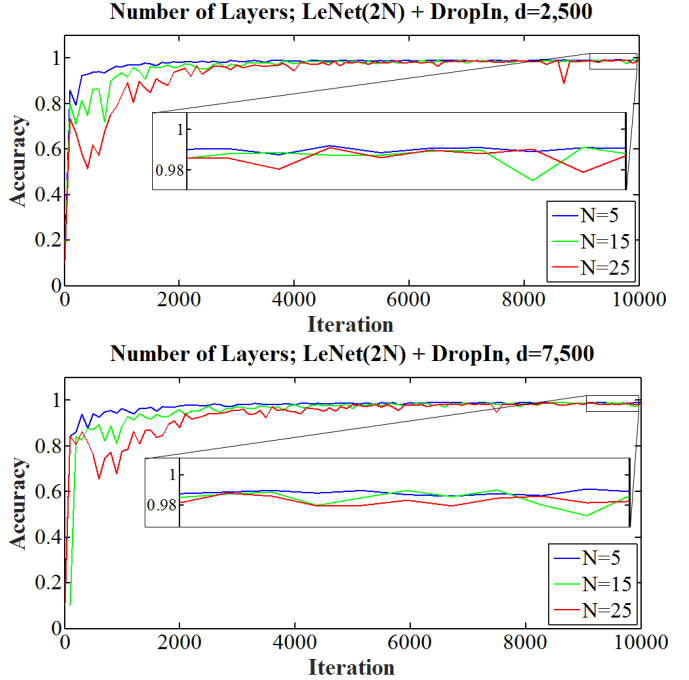 Number of Layers; LeNet(2N) + DropIn, d=2,500
Accuracy
1
0.8
0.6
0.4
0.2
0
1
0.98
N=5
N=15
N=25
0 2000 4000 6000 8000 10000
Iteration
Number of Layers; LeNet(2N) + DropIn, d=7,500
Accuracy
1
0.8
0.6
0.4
0.2
0
1
0.98
N=5
N=15
N=25
0 2000 4000 6000 8000 10000
Iteration